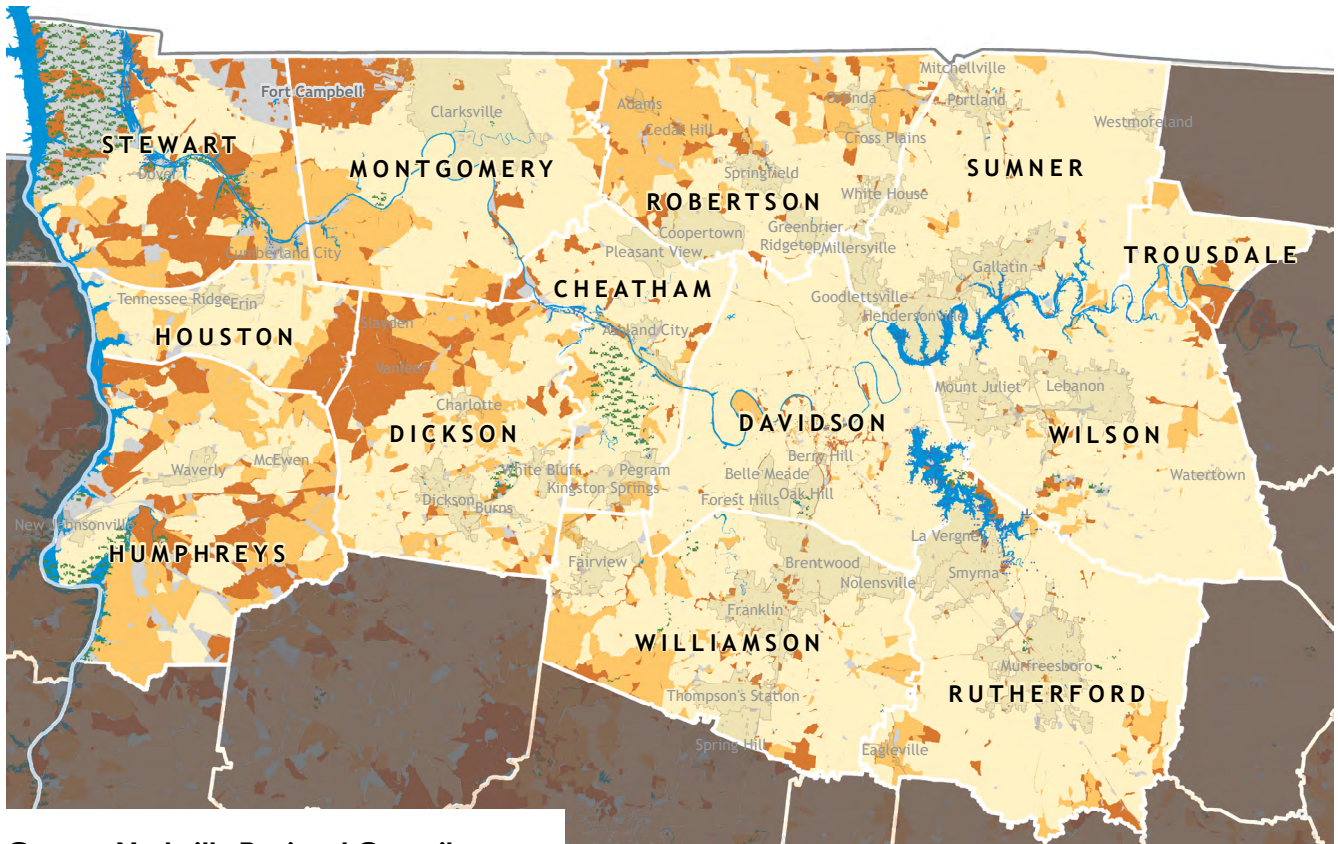 Mitchellville
Fort Campbell
Orlinda
Portland
Adams
Clarksville
Westmoreland
Cedar Hill
Cross Plains
STEWART
MONTGOMERY
SUMNER
Dover
Springfield
White House
ROBERTSON
Coopertown
Greenbrier
Ridgetop
Millersville
Cumberland City
Pleasant View
TROUSDALE
Gallatin
CHEATHAM
Tennessee Ridge
Erin
Goodlettsville
Hendersonville
HOUSTON
Slayden
Ashland City
Vanleer
Mount Juliet
Lebanon
Charlotte
DICKSON
DAVIDSON
WILSON
Waverly
McEwen
White Bluff
Pegram
Berry Hill
Belle Meade
Watertown
Kingston Springs
Dickson
Burns
Forest Hills
Oak Hill
New Johnsonville
HUMPHREYS
La Vergne
Fairview
Brentwood
Nolensville
Smyrna
Franklin
WILLIAMSON
Murfreesboro
Thompson's Station
RUTHERFORD
Spring Hill
Eagleville